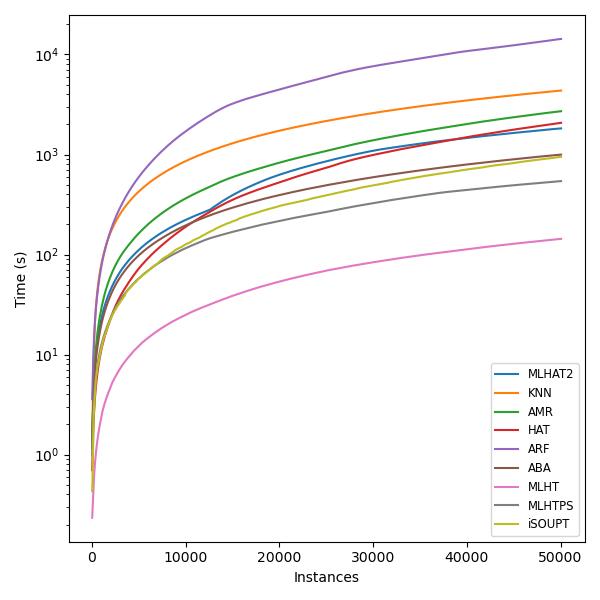 10⁴
10³
10²
10¹
10⁰
Time (s)
0 10000 20000 30000 40000 50000
Instances
MLHAT2
KNN
AMR
HAT
ARF
ABA
MLHT
MLHTPS
iSOUPT